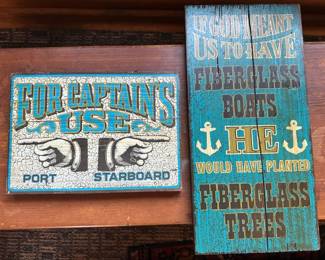 FOR CAPTAINS
USE
PORT STARBOARD
IF GOD MEANT
US TO HAVE
FIBERGLASS
BOATS
HE
WOULD HAVE PLANTED
FIBERGLASS
TREES